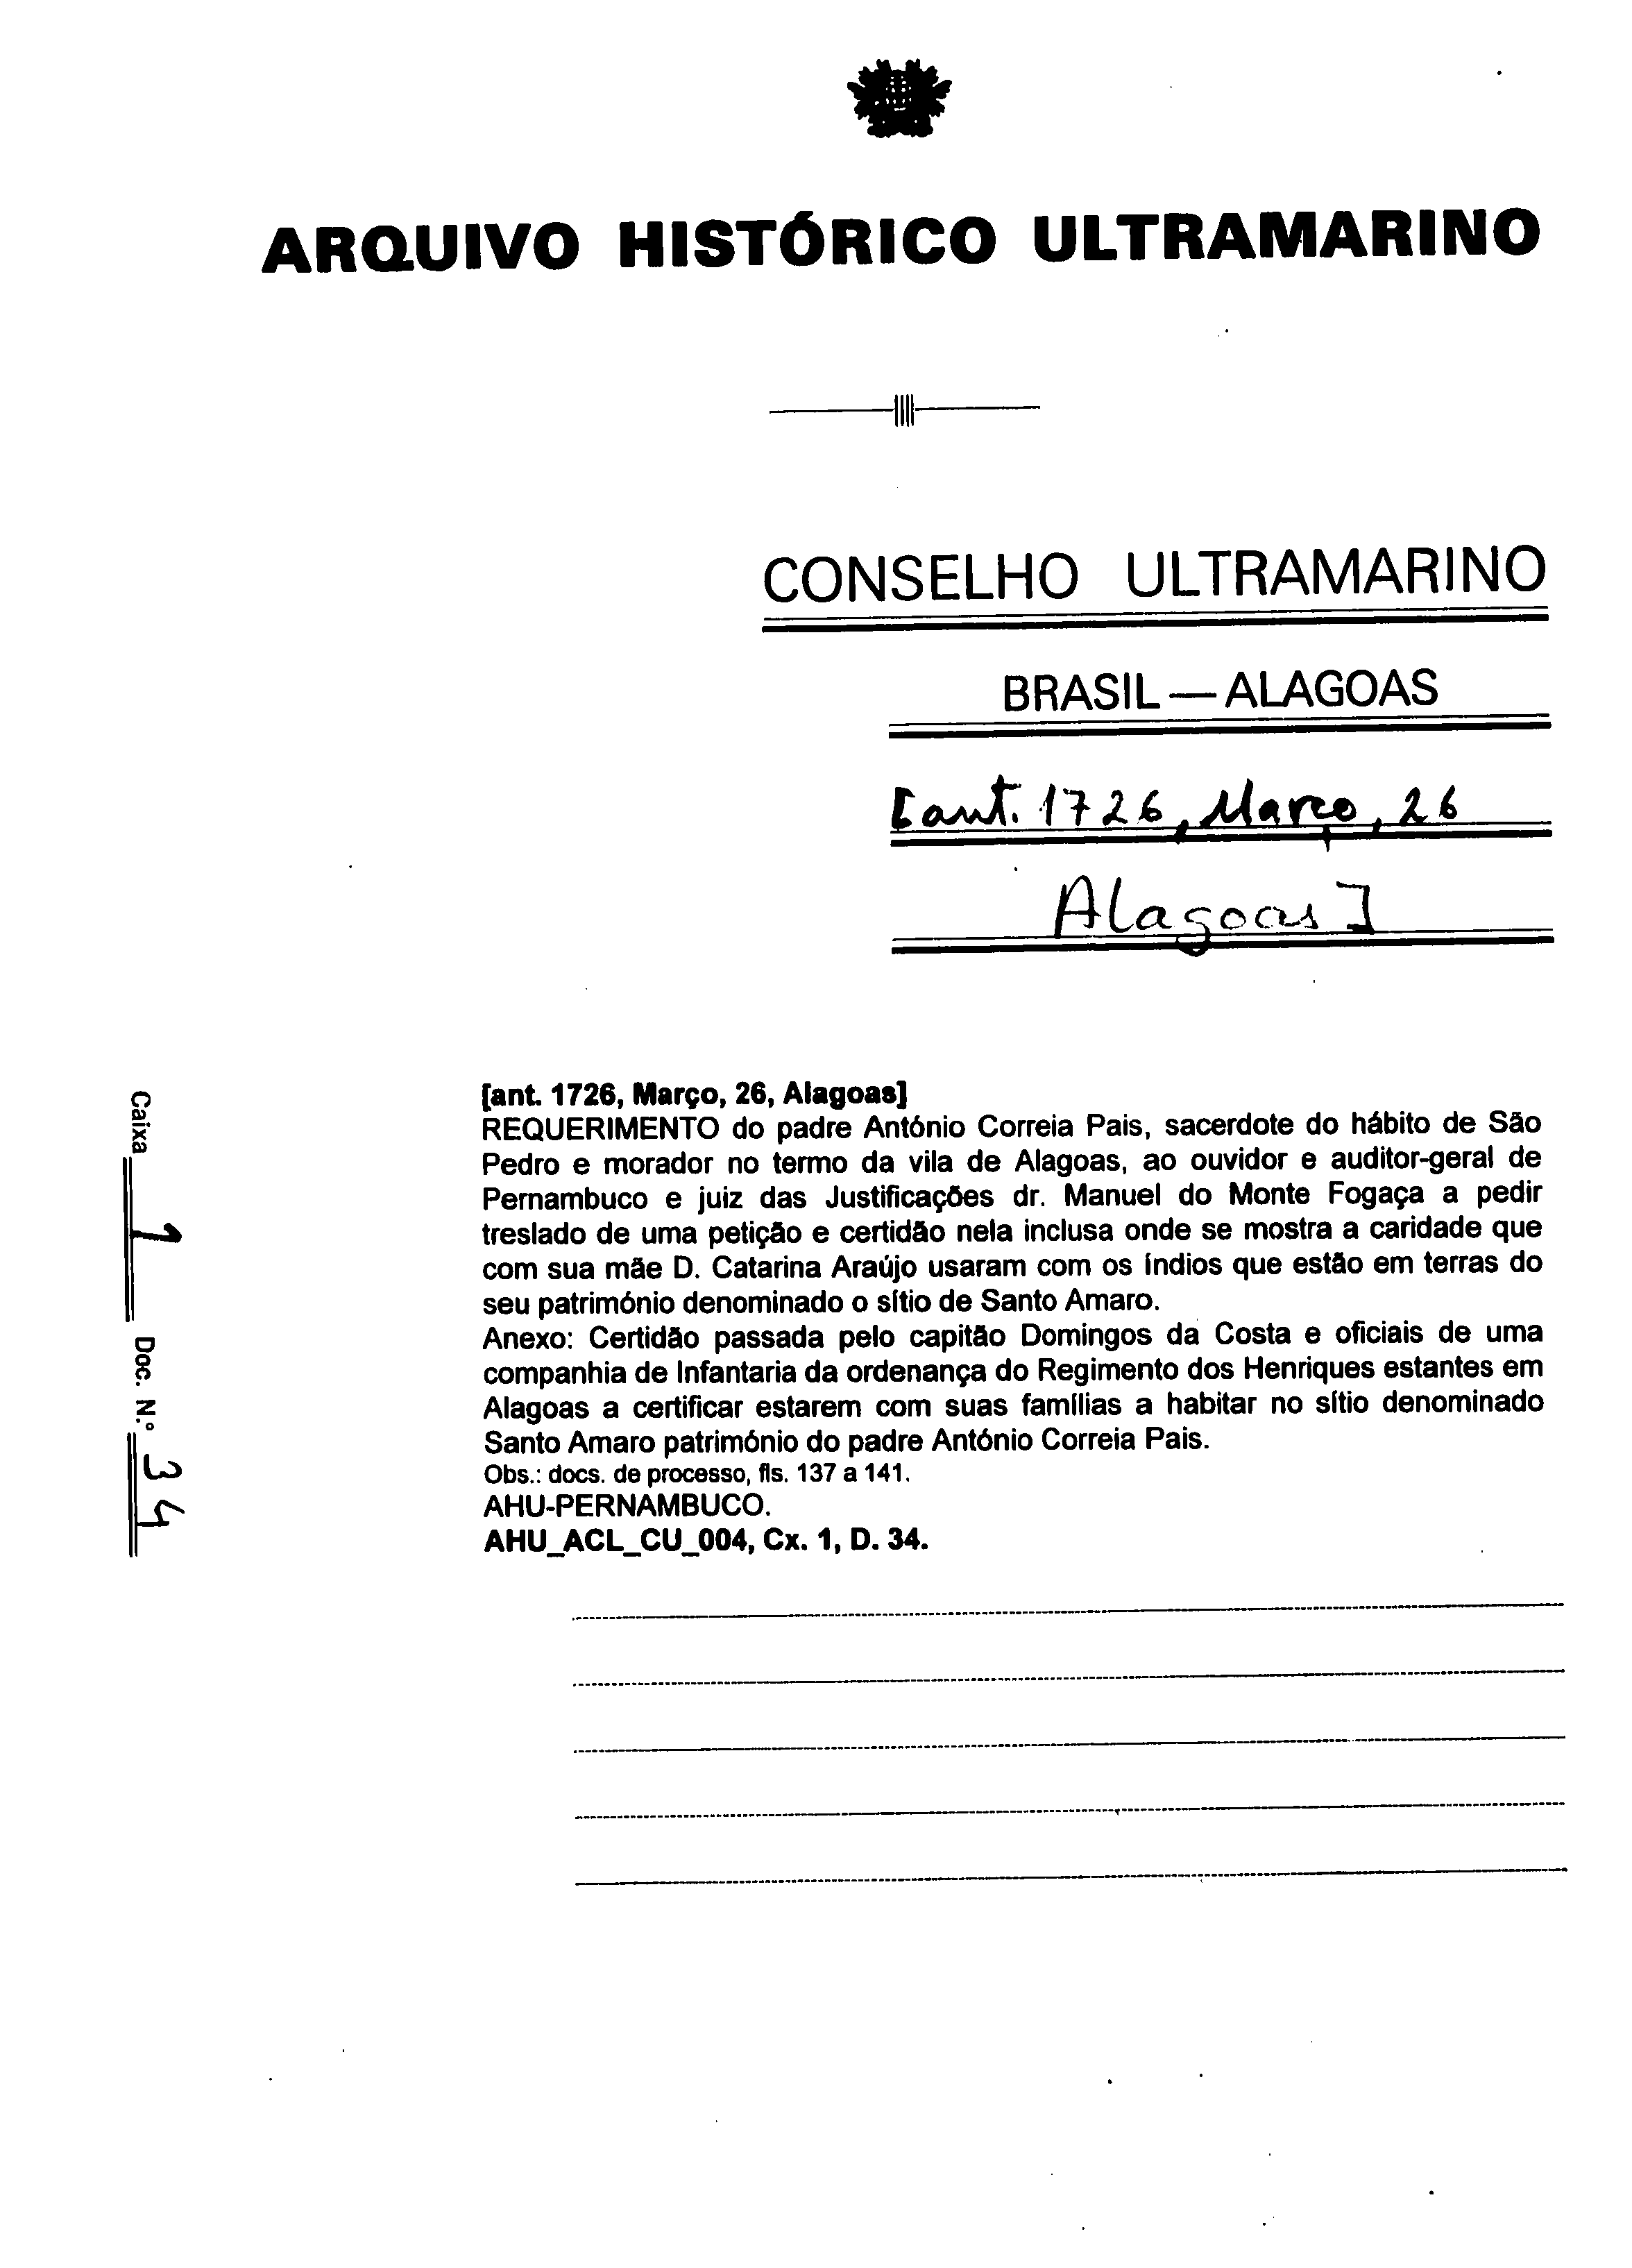 ARQUIVO HISTÓRICO ULTRAMARINO
CONSELHO ULTRAMARINO
BRASIL — ALAGOAS
[ant. 1726, Março, 26
Alagoas]
[ant. 1726, Março, 26, Alagoas]
REQUERIMENTO do padre António Correia Pais, sacerdote do hábito de São
Pedro e morador no termo da vila de Alagoas, ao ouvidor e auditor-geral de
Pernambuco e juiz das Justificações dr. Manuel do Monte Fogaça a pedir
treslado de uma petição e certidão nela inclusa onde se mostra a caridade que
com sua mãe D. Catarina Araújo usaram com os índios que estão em terras do
seu património denominado o sítio de Santo Amaro.
Anexo: Certidão passada pelo capitão Domingos da Costa e oficiais de uma
companhia de Infantaria da ordenança do Regimento dos Henriques estantes em
Alagoas a certificar estarem com suas famílias a habitar no sítio denominado
Santo Amaro património do padre António Correia Pais.
Obs.: docs. de processo, fls. 137 a 141.
AHU-PERNAMBUCO.
AHU_ACL_CU_004, Cx. 1, D. 34.
Caixa 1 Doc. N.º 34